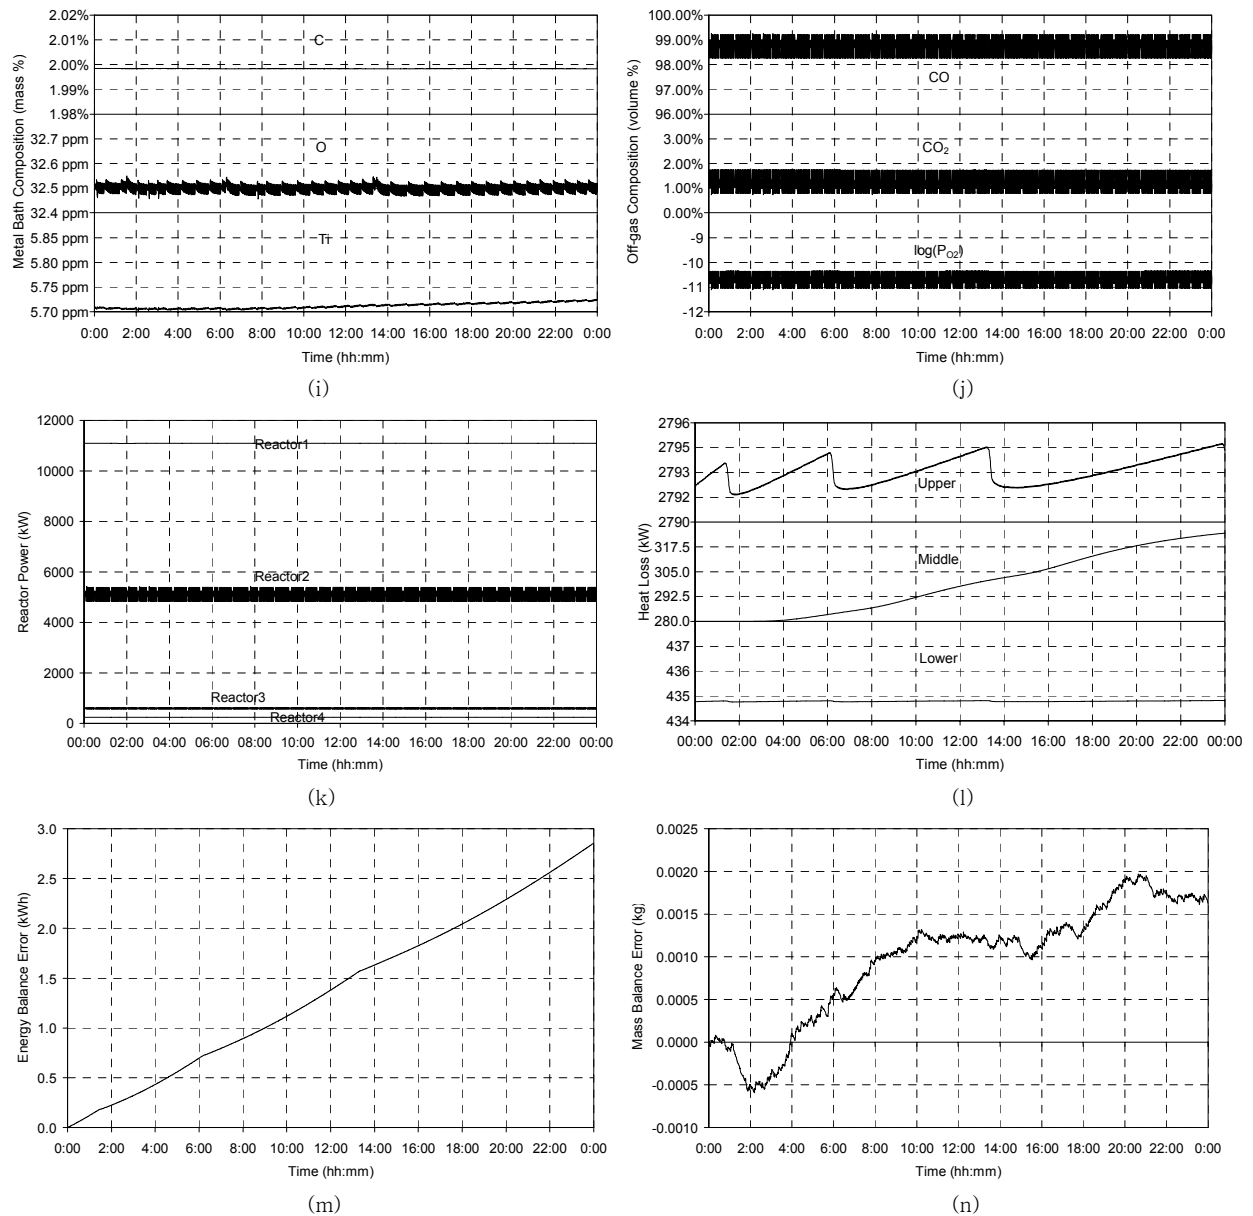 2.02%
2.01%
2.00%
1.99%
1.98%
32.7 ppm
32.6 ppm
32.5 ppm
32.4 ppm
5.85 ppm
5.80 ppm
5.75 ppm
5.70 ppm
Metal Bath Composition (mass %)
C
O
Ti
0:00 2:00 4:00 6:00 8:00 10:00 12:00 14:00 16:00 18:00 20:00 22:00 0:00
Time (hh:mm)
(i)
100.00%
99.00%
98.00%
97.00%
96.00%
3.00%
2.00%
1.00%
0.00%
-9
-10
-11
-12
Off-gas Composition (volume %)
CO
CO₂
log(P_O2)
0:00 2:00 4:00 6:00 8:00 10:00 12:00 14:00 16:00 18:00 20:00 22:00 0:00
Time (hh:mm)
(j)
12000
10000
8000
6000
4000
2000
0
Reactor Power (kW)
Reactor1
Reactor2
Reactor3
Reactor4
00:00 02:00 04:00 06:00 08:00 10:00 12:00 14:00 16:00 18:00 20:00 22:00 00:00
Time (hh:mm)
(k)
2796
2795
2793
2792
2790
317.5
305.0
292.5
280.0
437
436
435
434
Heat Loss (kW)
Upper
Middle
Lower
00:00 02:00 04:00 06:00 08:00 10:00 12:00 14:00 16:00 18:00 20:00 22:00 00:00
Time (hh:mm)
(l)
3.0
2.5
2.0
1.5
1.0
0.5
0.0
Energy Balance Error (kWh)
0:00 2:00 4:00 6:00 8:00 10:00 12:00 14:00 16:00 18:00 20:00 22:00 0:00
Time (hh:mm)
(m)
0.0025
0.0020
0.0015
0.0010
0.0005
0.0000
-0.0005
-0.0010
Mass Balance Error (kg)
0:00 2:00 4:00 6:00 8:00 10:00 12:00 14:00 16:00 18:00 20:00 22:00 0:00
Time (hh:mm)
(n)